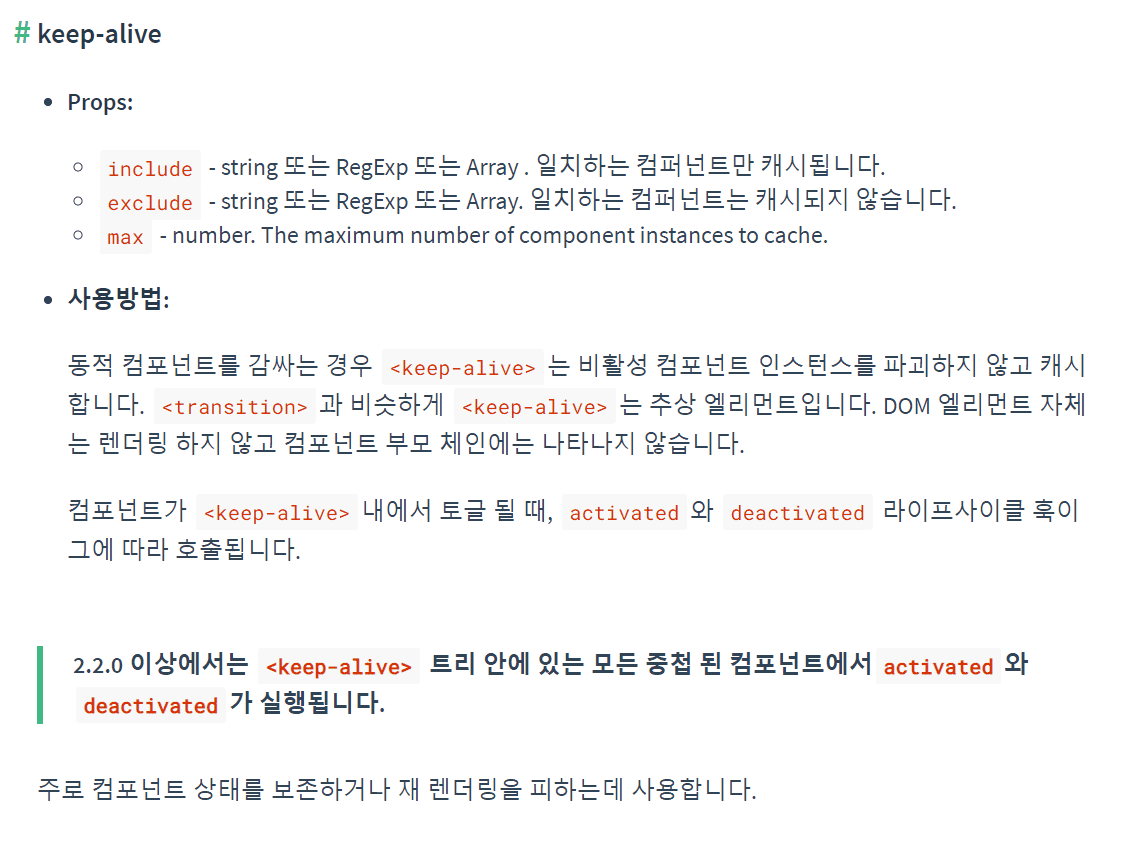 # keep-alive
• Props:
◦ include - string 또는 RegExp 또는 Array . 일치하는 컴퍼넌트만 캐시됩니다.
◦ exclude - string 또는 RegExp 또는 Array. 일치하는 컴퍼넌트는 캐시되지 않습니다.
◦ max - number. The maximum number of component instances to cache.
• 사용방법:
동적 컴포넌트를 감싸는 경우 <keep-alive> 는 비활성 컴포넌트 인스턴스를 파괴하지 않고 캐시
합니다. <transition> 과 비슷하게 <keep-alive> 는 추상 엘리먼트입니다. DOM 엘리먼트 자체
는 렌더링 하지 않고 컴포넌트 부모 체인에는 나타나지 않습니다.
컴포넌트가 <keep-alive> 내에서 토글 될 때, activated 와 deactivated 라이프사이클 훅이
그에 따라 호출됩니다.
2.2.0 이상에서는 <keep-alive> 트리 안에 있는 모든 중첩 된 컴포넌트에서 activated 와
deactivated 가 실행됩니다.
주로 컴포넌트 상태를 보존하거나 재 렌더링을 피하는데 사용합니다.